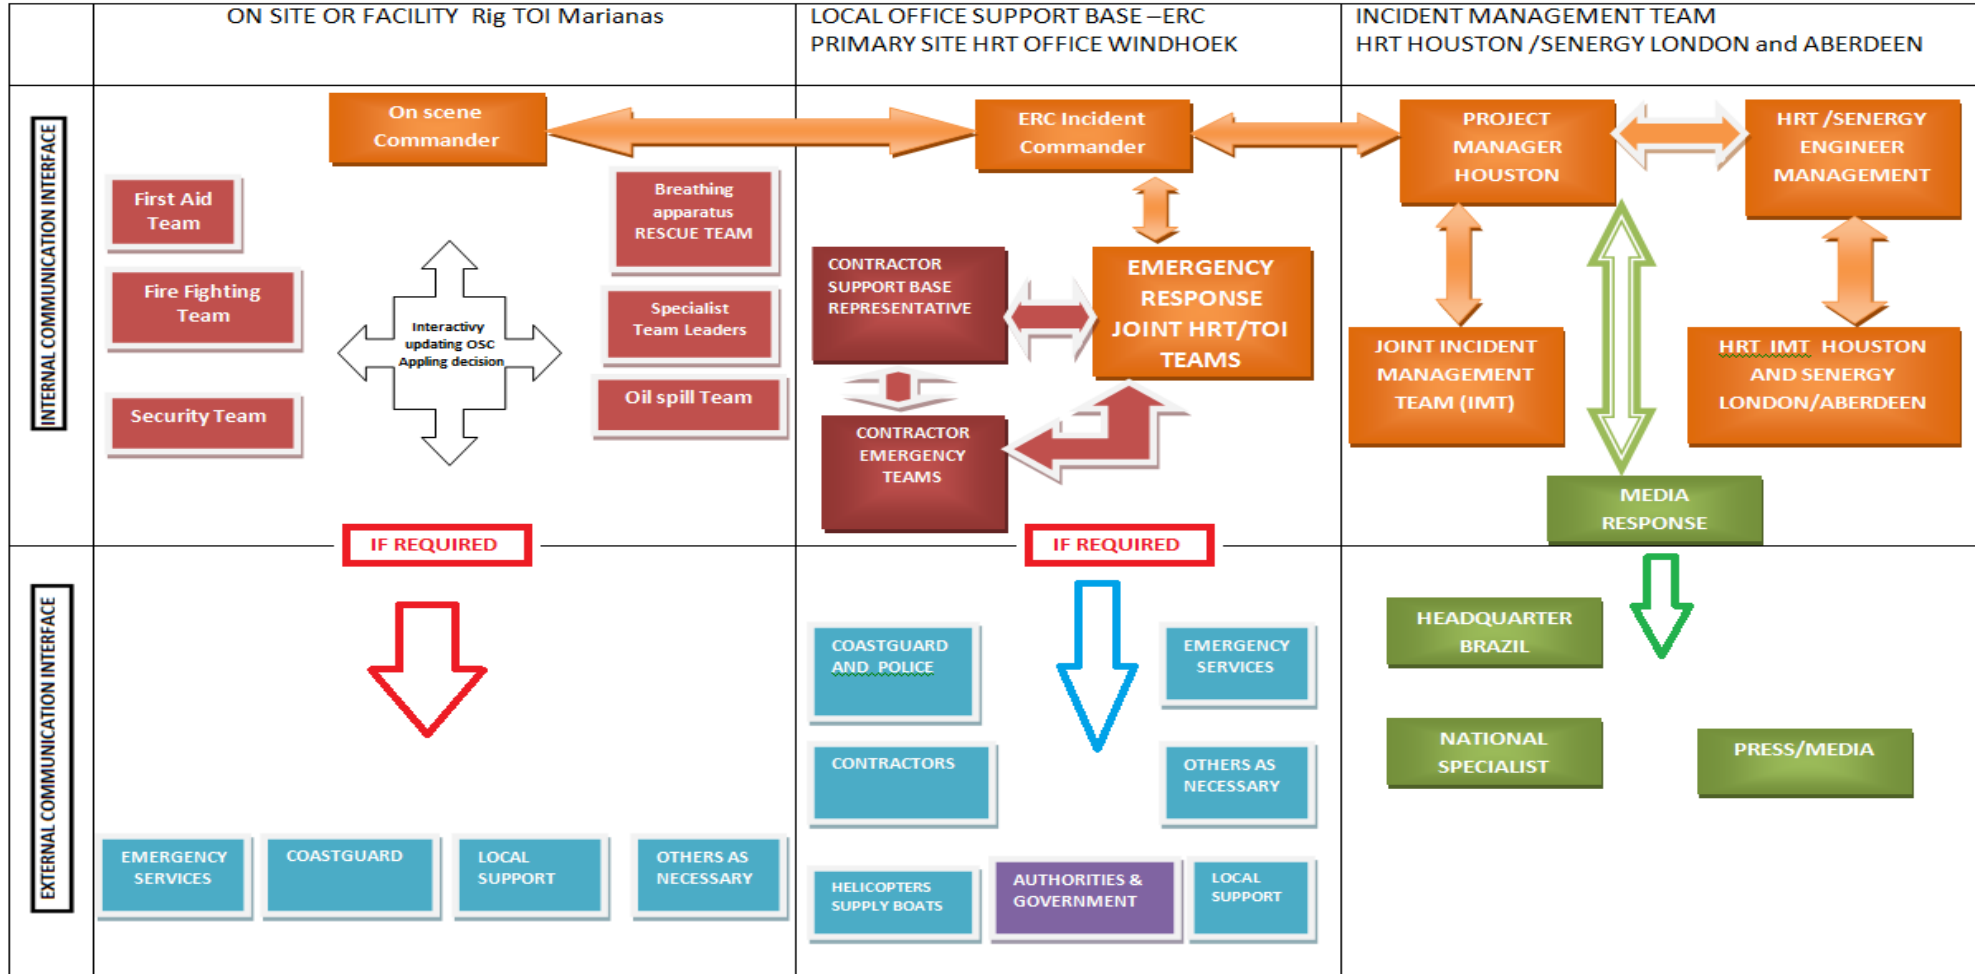 ON SITE OR FACILITY Rig TOI Marianas
LOCAL OFFICE SUPPORT BASE –ERC
PRIMARY SITE HRT OFFICE WINDHOEK
INCIDENT MANAGEMENT TEAM
HRT HOUSTON /SENERGY LONDON and ABERDEEN
INTERNAL COMMUNICATION INTERFACE
On scene
Commander
First Aid
Team
Fire Fighting
Team
Security Team
Interactivy
updating OSC
Appling decision
Breathing
apparatus
RESCUE TEAM
Specialist
Team Leaders
Oil spill Team
IF REQUIRED
ERC Incident
Commander
CONTRACTOR
SUPPORT BASE
REPRESENTATIVE
EMERGENCY
RESPONSE
JOINT HRT/TOI
TEAMS
CONTRACTOR
EMERGENCY
TEAMS
IF REQUIRED
PROJECT
MANAGER
HOUSTON
HRT /SENERGY
ENGINEER
MANAGEMENT
JOINT INCIDENT
MANAGEMENT
TEAM (IMT)
HRT IMT HOUSTON
AND SENERGY
LONDON/ABERDEEN
MEDIA
RESPONSE
EXTERNAL COMMUNICATION INTERFACE
EMERGENCY
SERVICES
COASTGUARD
LOCAL
SUPPORT
OTHERS AS
NECESSARY
COASTGUARD
AND POLICE
EMERGENCY
SERVICES
CONTRACTORS
OTHERS AS
NECESSARY
HELICOPTERS
SUPPLY BOATS
AUTHORITIES &
GOVERNMENT
LOCAL
SUPPORT
HEADQUARTER
BRAZIL
NATIONAL
SPECIALIST
PRESS/MEDIA